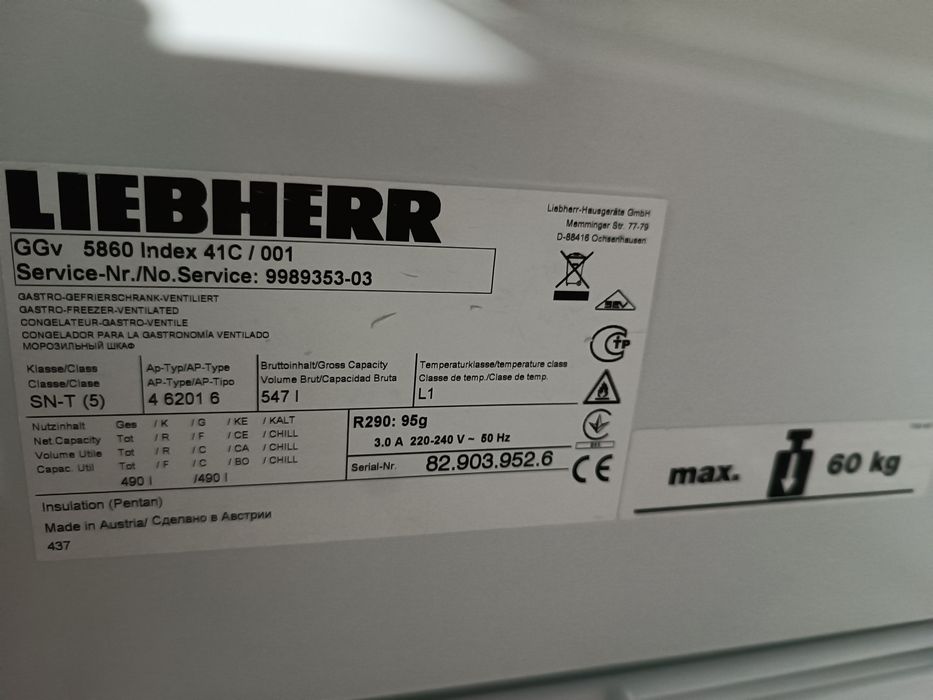 LIEBHERR
Liebherr-Hausgeräte GmbH
Memminger Str. 77-79
D-88416 Ochsenhausen
GGv 5860 Index 41C / 001
Service-Nr./No.Service: 9989353-03
GASTRO-GEFRIERSCHRANK-VENTILIERT
GASTRO-FREEZER-VENTILATED
CONGELATEUR-GASTRO-VENTILE
CONGELADOR PARA LA GASTRONOMÍA VENTILADO
МОРОЗИЛЬНЫЙ ШКАФ
SEV
Klasse/Class
Classe/Clase
SN-T (5)
Ap-Typ/AP-Type
AP-Type/AP-Tipo
4 6201 6
Bruttoinhalt/Gross Capacity
Volume Brut/Capacidad Bruta
547 l
Temperaturklasse/temperature class
Classe de temp./Clase de temp.
L1
Nutzinhalt Ges / K / G / KE / KALT
Net.Capacity Tot / R / F / CE / CHILL
Volume Utile Tot / R / C / CA / CHILL
Capac. Util Tot / F / C / BO / CHILL
490 l /490 l
R290: 95g
3.0 A 220-240 V ~ 50 Hz
Serial-Nr. 82.903.952.6
CE
Insulation (Pentan)
Made in Austria/ Сделано в Австрии
437
max. 60 kg